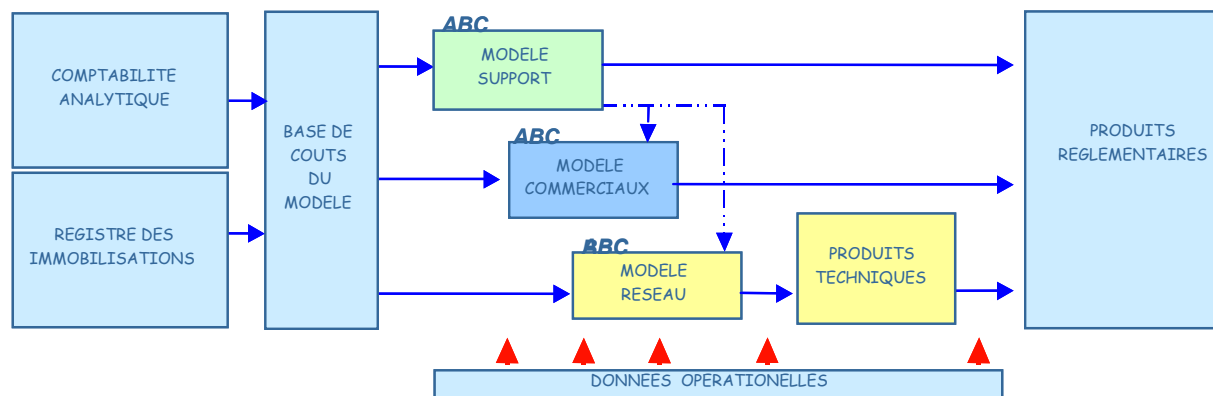 COMPTABILITE
ANALYTIQUE
REGISTRE DES
IMMOBILISATIONS
BASE DE
COUTS
DU
MODELE
ABC
MODELE
SUPPORT
ABC
MODELE
COMMERCIAUX
ABC
MODELE
RESEAU
PRODUITS
TECHNIQUES
PRODUITS
REGLEMENTAIRES
DONNEES OPERATIONELLES